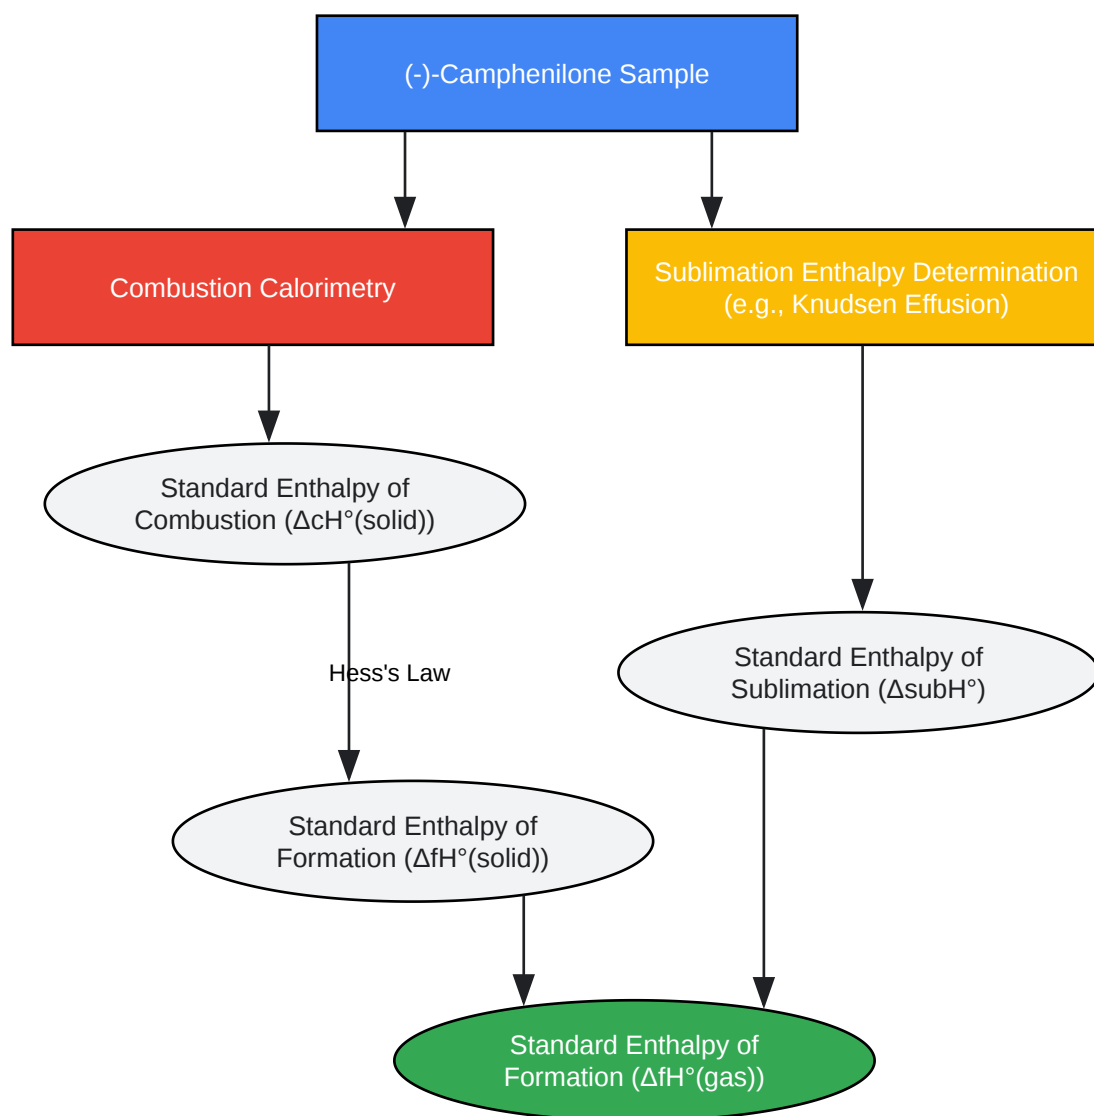 (-)-Camphenilone Sample
Combustion Calorimetry
Sublimation Enthalpy Determination
(e.g., Knudsen Effusion)
Standard Enthalpy of
Combustion (ΔcH°(solid))
Hess's Law
Standard Enthalpy of
Sublimation (ΔsubH°)
Standard Enthalpy of
Formation (ΔfH°(solid))
Standard Enthalpy of
Formation (ΔfH°(gas))